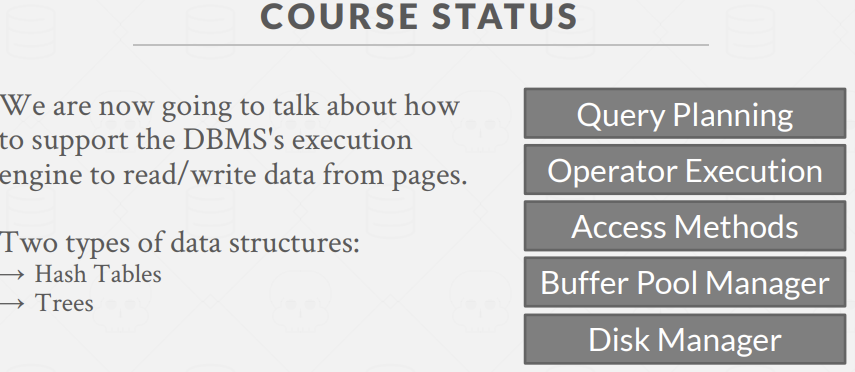 COURSE STATUS
We are now going to talk about how
to support the DBMS's execution
engine to read/write data from pages.
Two types of data structures:
→ Hash Tables
→ Trees
Query Planning
Operator Execution
Access Methods
Buffer Pool Manager
Disk Manager